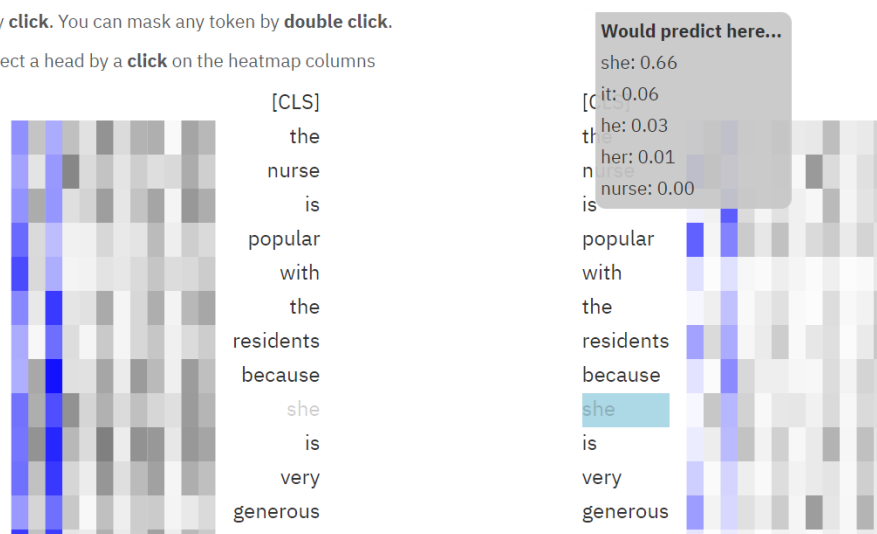 click. You can mask any token by double click.
ect a head by a click on the heatmap columns
Would predict here...
she: 0.66
it: 0.06
he: 0.03
her: 0.01
nurse: 0.00
[CLS]
the
nurse
is
popular
with
the
residents
because
she
is
very
generous
[CLS]
the
nurse
is
popular
with
the
residents
because
she
is
very
generous